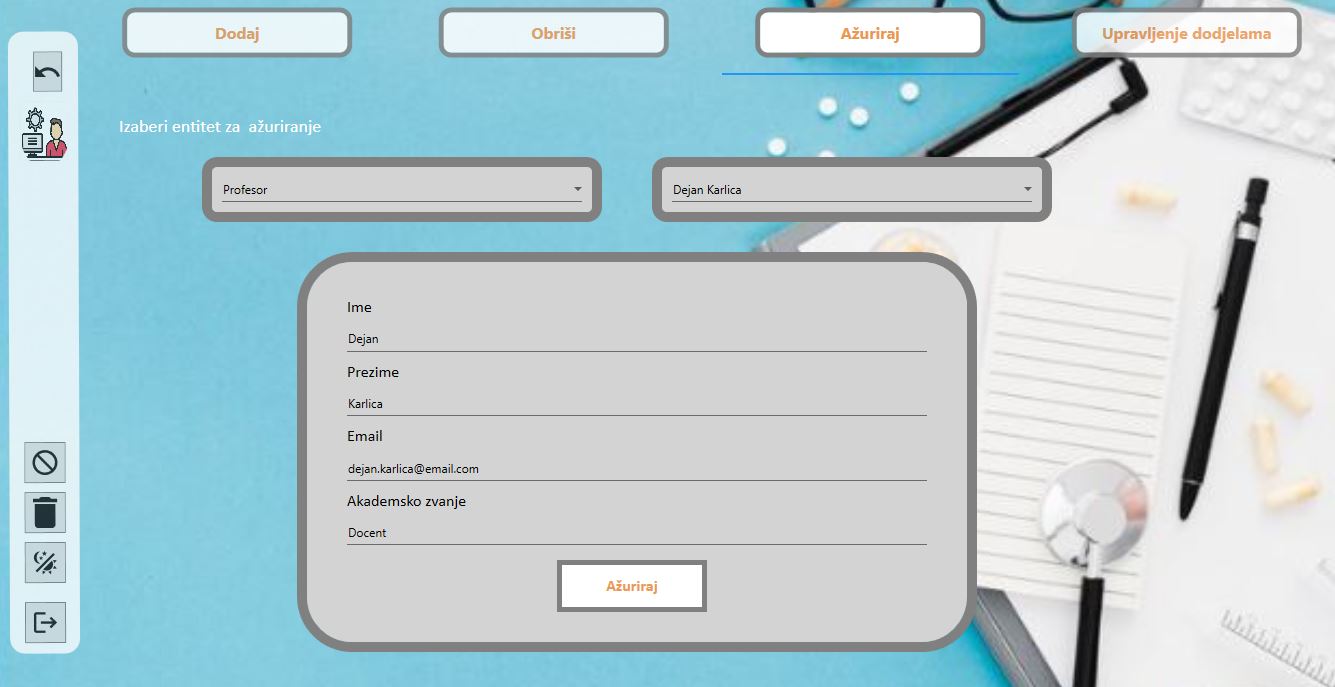 Dodaj
Obriši
Ažuriraj
Upravljenje dodjelama
Izaberi entitet za  ažuriranje
Profesor
Dejan Karlica
Ime
Dejan
Prezime
Karlica
Email
dejan.karlica@email.com
Akademsko zvanje
Docent
Ažuriraj